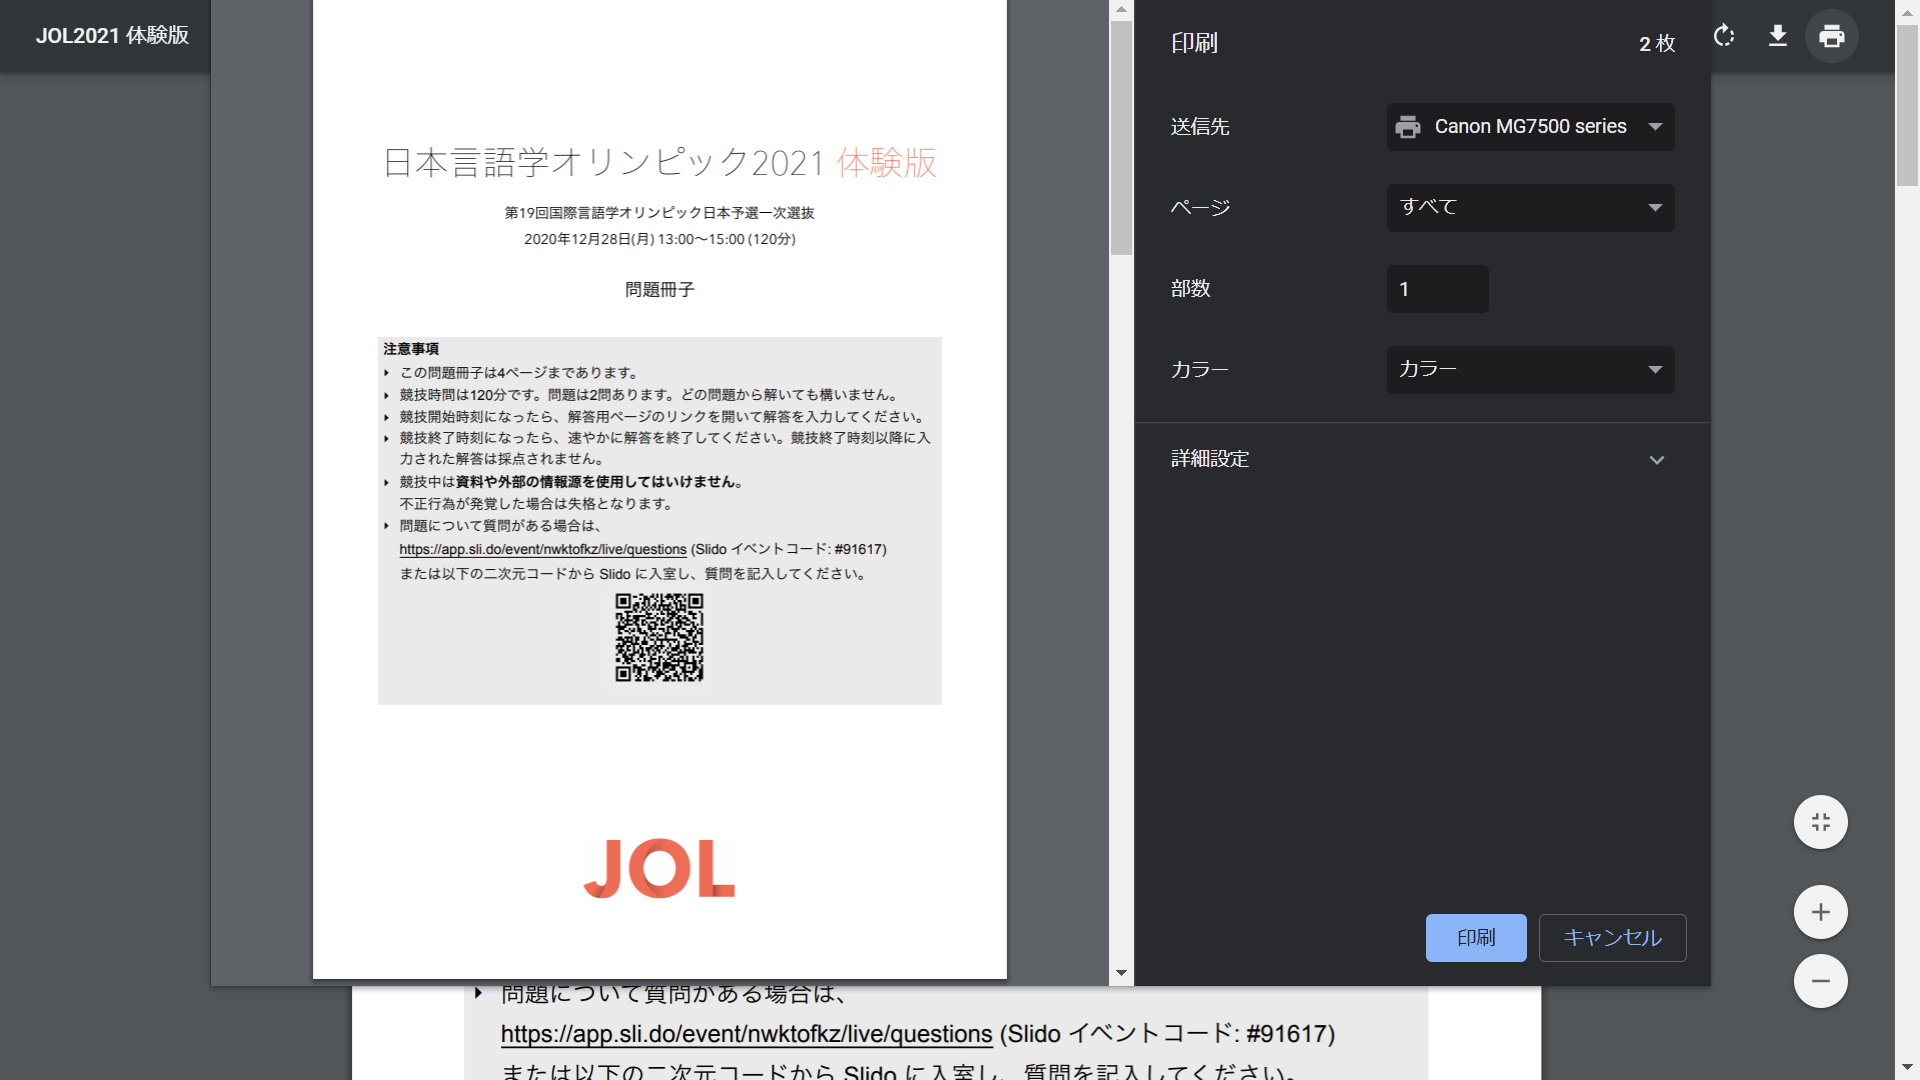 JOL2021 体験版
日本言語学オリンピック2021 体験版
第19回国際言語学オリンピック日本予選一次選抜
2020年12月28日(月) 13:00〜15:00 (120分)
問題冊子
注意事項
この問題冊子は4ページまであります。
競技時間は120分です。問題は2問あります。どの問題から解いても構いません。
競技開始時刻になったら、解答用ページのリンクを開いて解答を入力してください。
競技終了時刻になったら、速やかに解答を終了してください。競技終了時刻以降に入
力された解答は採点されません。
競技中は資料や外部の情報源を使用してはいけません。
不正行為が発覚した場合は失格となります。
問題について質問がある場合は、
https://app.sli.do/event/nwktofkz/live/questions (Slido イベントコード: #91617)
または以下の二次元コードから Slido に入室し、質問を記入してください。
JOL
印刷
2 枚
送信先
Canon MG7500 series
ページ
すべて
部数
1
カラー
カラー
詳細設定
印刷
キャンセル
問題について質問がある場合は、
https://app.sli.do/event/nwktofkz/live/questions (Slido イベントコード: #91617)
または以下の二次元コードから Slido に入室し、質問を記入してください。